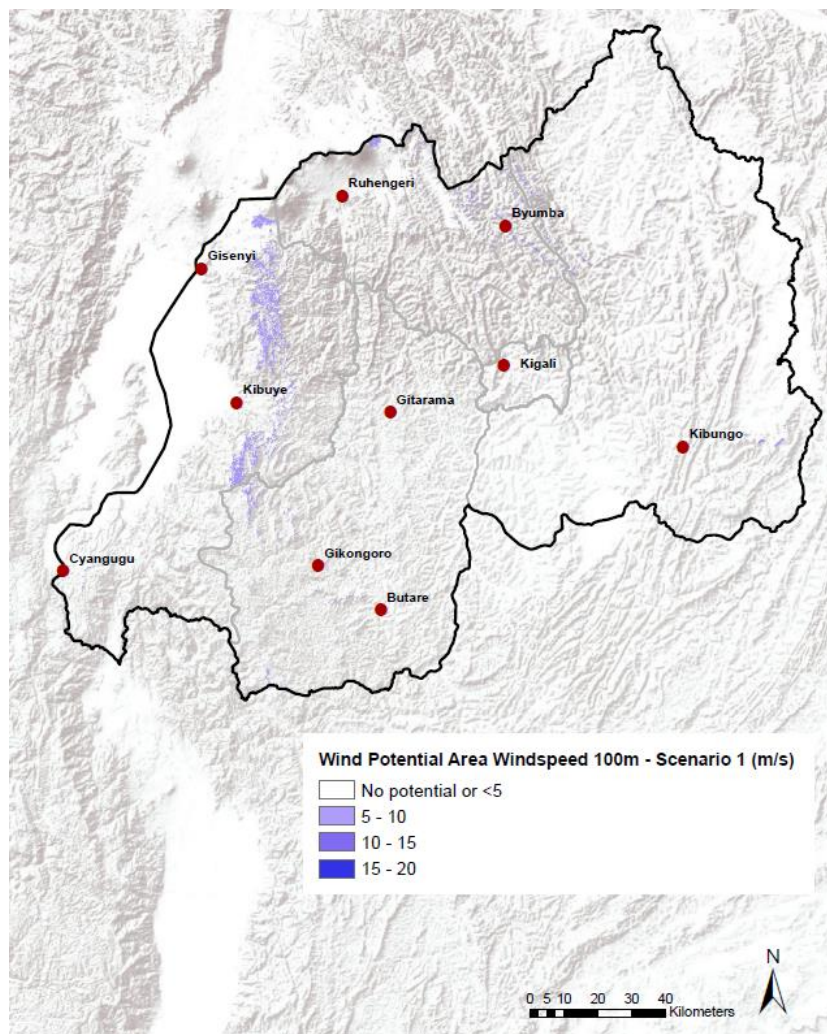 Ruhengeri
Byumba
Gisenyi
Kigali
Kibuye
Gitarama
Kibungo
Cyangugu
Gikongoro
Butare
Wind Potential Area Windspeed 100m - Scenario 1 (m/s)
No potential or <5
5 - 10
10 - 15
15 - 20
N
0 5 10 20 30 40
Kilometers